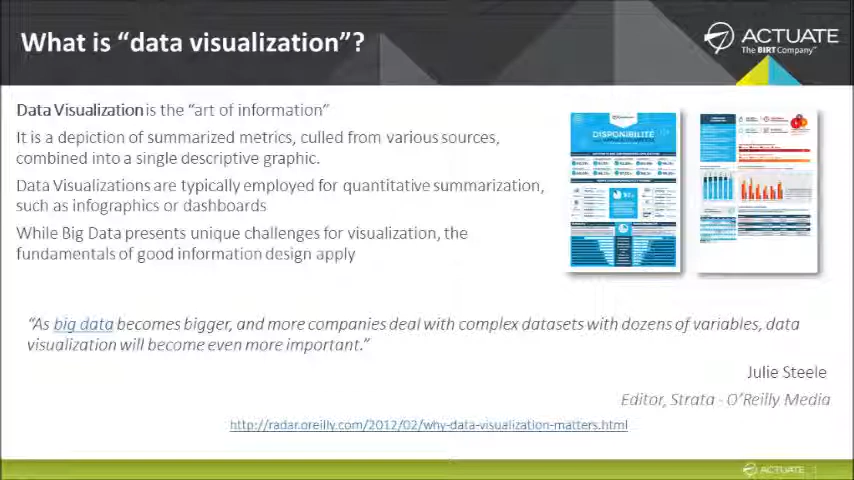 What is “data visualization”?
ACTUATE
The BIRT Company™
Data Visualization is the “art of information”
It is a depiction of summarized metrics, culled from various sources,
combined into a single descriptive graphic.
Data Visualizations are typically employed for quantitative summarization,
such as infographics or dashboards
While Big Data presents unique challenges for visualization, the
fundamentals of good information design apply
DISPONIBILITÉ
“As big data becomes bigger, and more companies deal with complex datasets with dozens of variables, data
visualization will become even more important.”
Julie Steele
Editor, Strata - O’Reilly Media
http://radar.oreilly.com/2012/02/why-data-visualization-matters.html
ACTUATE